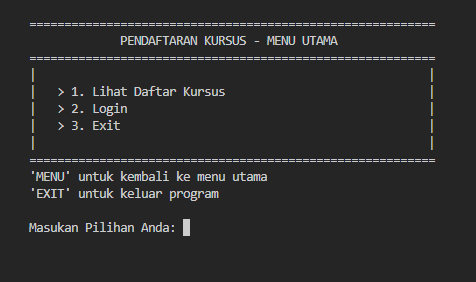 ==========================================================
PENDAFTARAN KURSUS - MENU UTAMA
==========================================================
| |
| > 1. Lihat Daftar Kursus |
| > 2. Login |
| > 3. Exit |
| |
==========================================================
'MENU' untuk kembali ke menu utama
'EXIT' untuk keluar program
Masukan Pilihan Anda: